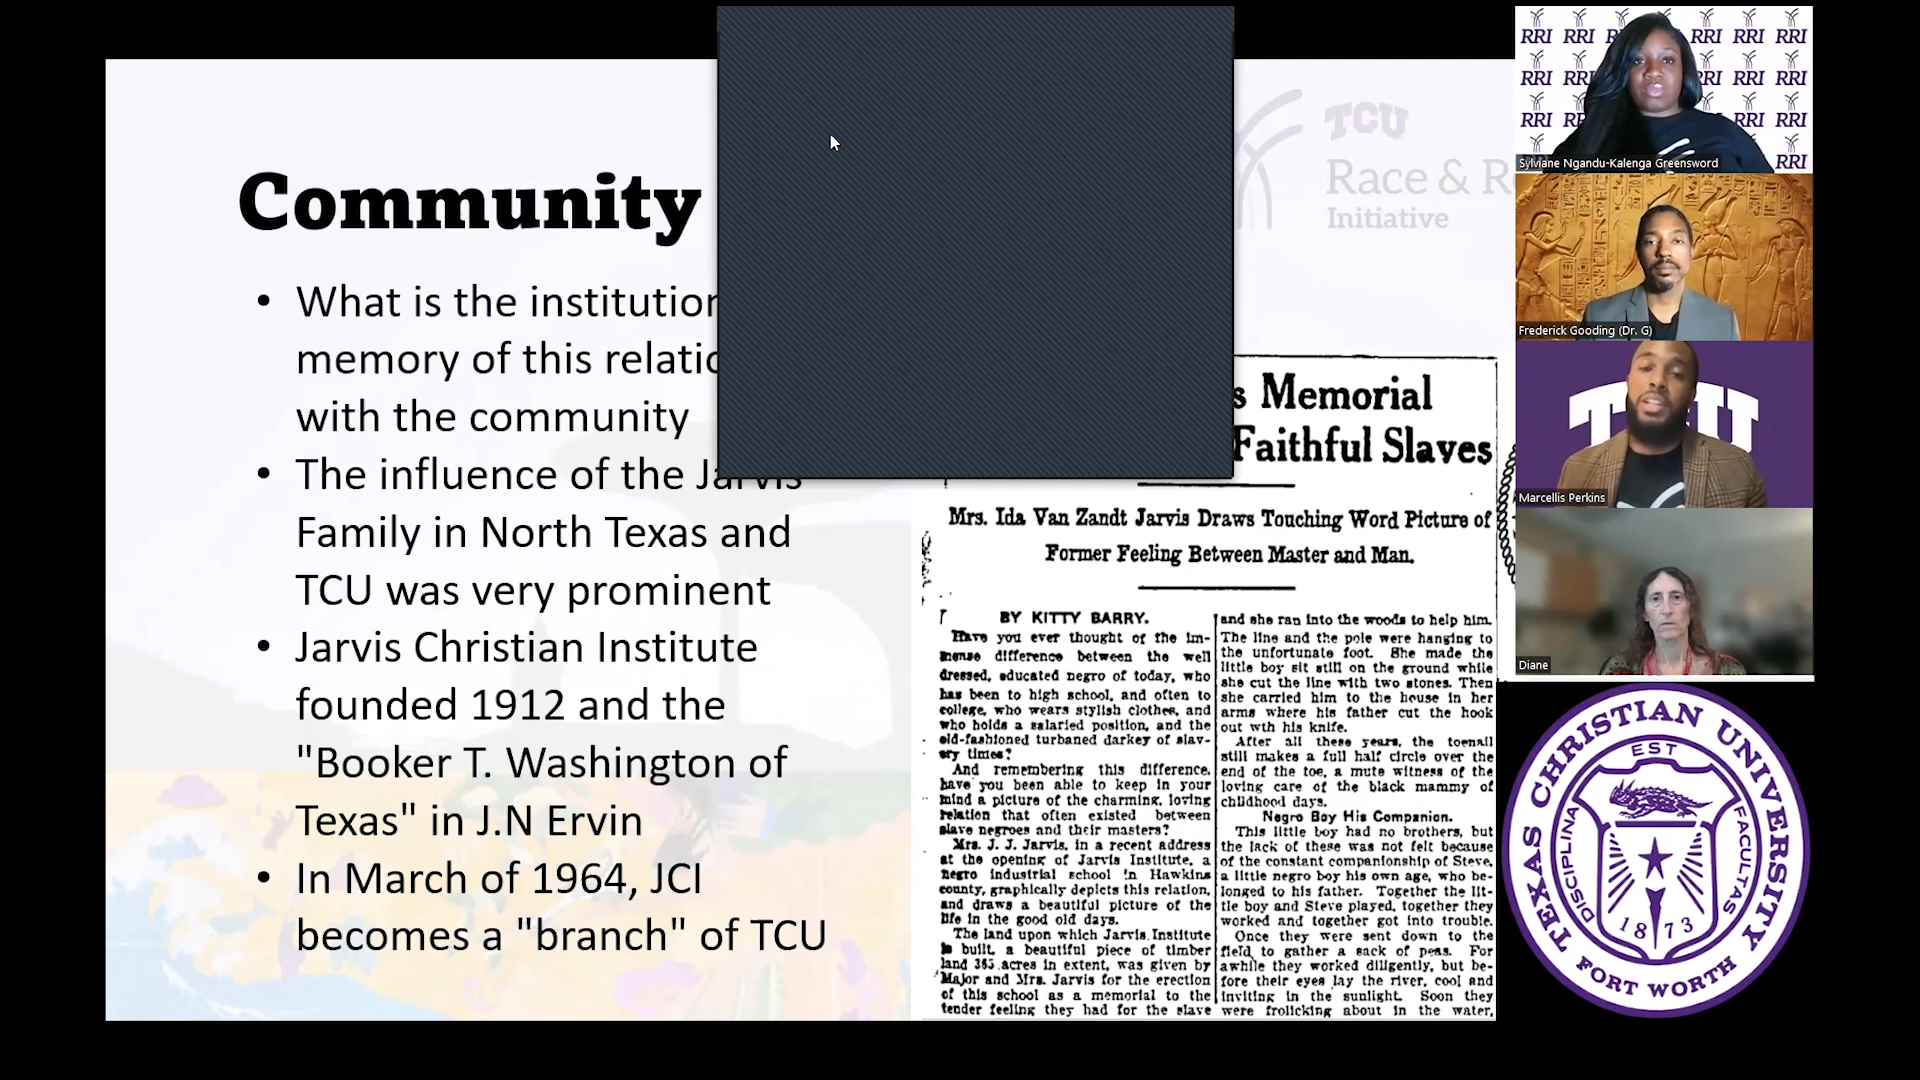 Community
• What is the institution
memory of this relatio
with the community
• The influence of the Jarvis
Family in North Texas and
TCU was very prominent
• Jarvis Christian Institute
founded 1912 and the
"Booker T. Washington of
Texas" in J.N Ervin
• In March of 1964, JCI
becomes a "branch" of TCU
TCU
Race & R
Initiative
s Memorial
Faithful Slaves
Mrs. Ida Van Zandt Jarvis Draws Touching Word Picture of
Former Feeling Between Master and Man.
BY KITTY BARRY.
Have you ever thought of the im-
mense difference between the well
dressed, educated negro of today, who
has been to high school, and often to
college, who wears stylish clothes, and
who holds a salaried position, and the
old-fashioned turbaned darkey of slav-
ery times?
And remembering this difference,
have you been able to keep in your
mind a picture of the charming, loving
relation that often existed between
slave negroes and their masters?
Mrs. J. J. Jarvis, in a recent address
at the opening of Jarvis Institute, a
negro industrial school in Hawkins
county, graphically depicts this relation,
and draws a beautiful picture of the
life in the good old days.
The land upon which Jarvis Institute
is built, a beautiful piece of timber
land 365 acres in extent, was given by
Major and Mrs. Jarvis for the erection
of this school as a memorial to the
tender feeling they had for the slave
and she ran into the woods to help him.
The line and the pole were hanging to
the unfortunate foot. She made the
little boy sit still on the ground while
she cut the line with two stones. Then
she carried him to the house in her
arms where his father cut the hook
out wth his knife.
After all these years, the toenail
still makes a full half circle over the
end of the toe, a mute witness of the
loving care of the black mammy of
childhood days.
Negro Boy His Companion.
This little boy had no brothers, but
the lack of these was not felt because
of the constant companionship of Steve,
a little negro boy his own age, who be-
longed to his father. Together the lit-
tle boy and Steve played, together they
worked and together got into trouble.
Once they were sent down to the
field to gather a sack of peas. For
awhile they worked diligently, but be-
fore their eyes lay the river, cool and
inviting in the sunlight. Soon they
were frolicking about in the water,
RRI RRI RRI RRI RRI
RRI RRI RRI RRI
RRI RRI RRI
RRI
Sylviane Ngandu-Kalenga Greensword
Frederick Gooding (Dr. G)
TCU
Marcellis Perkins
Diane
TEXAS CHRISTIAN UNIVERSITY
EST
DISCIPLINA
FACULTAS
1873
FORT WORTH